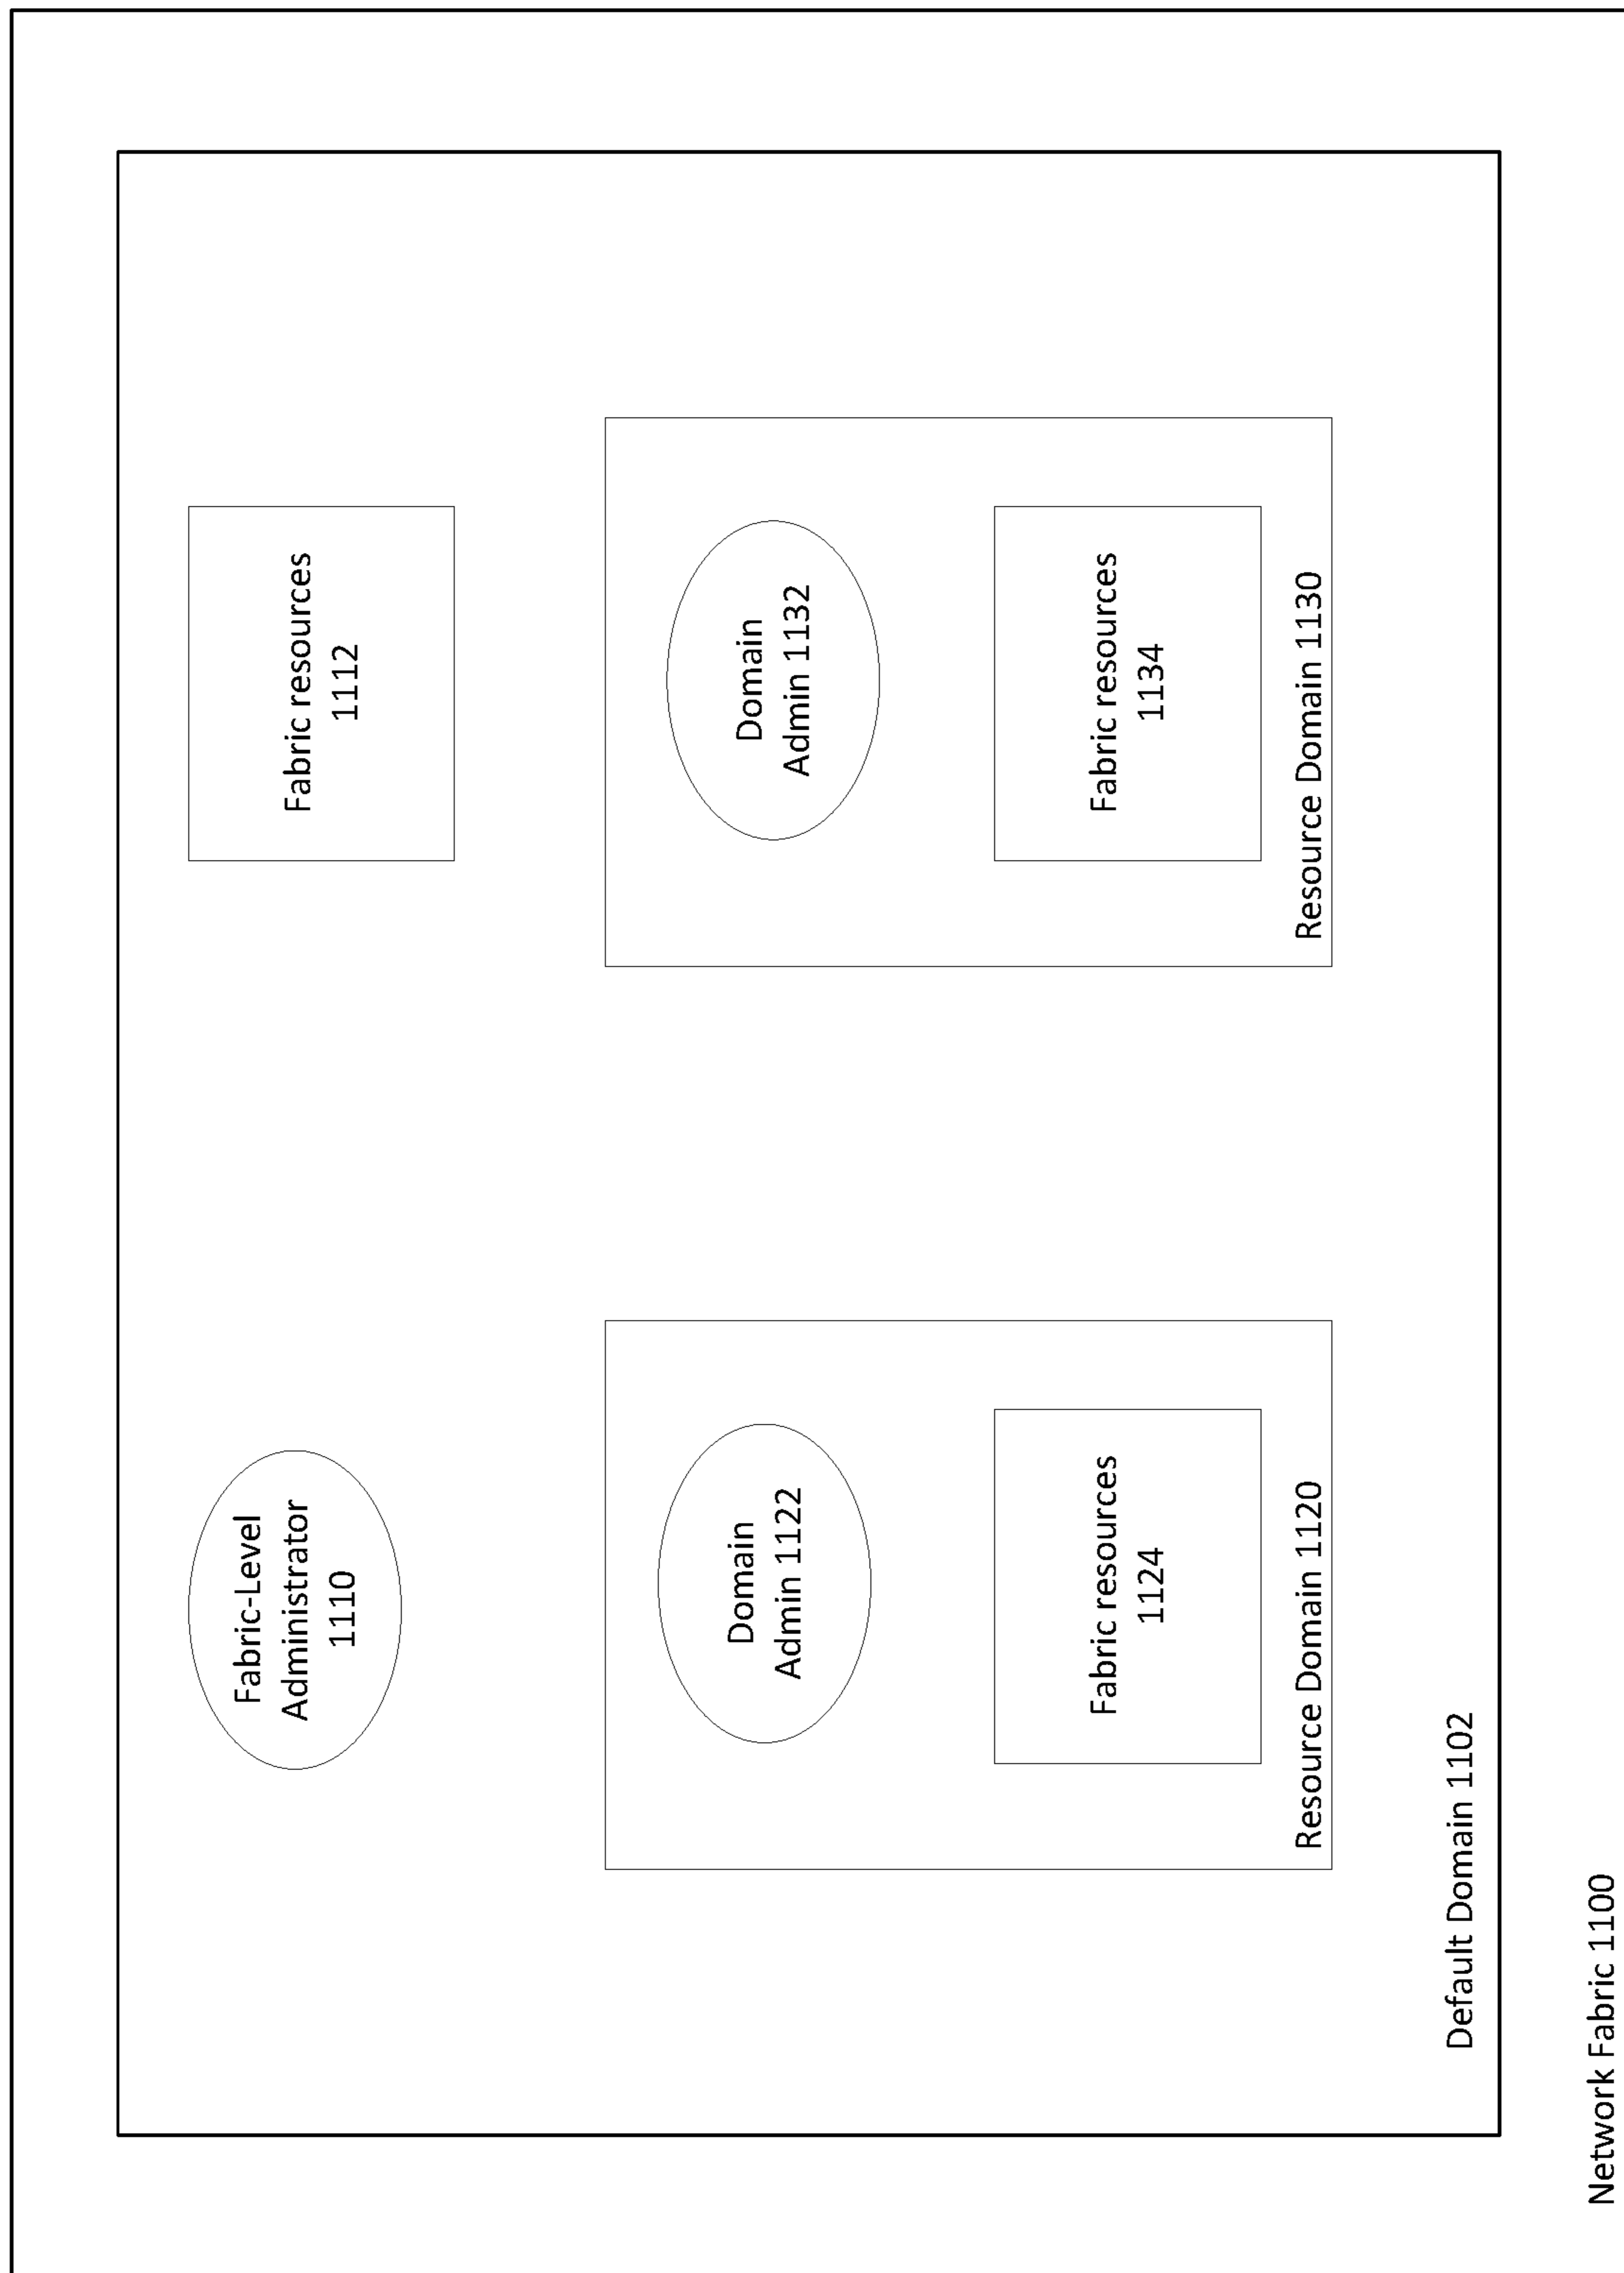 Fabric-Level
Administrator
1110
Fabric resources
1112
Domain
Admin 1122
Fabric resources
1124
Resource Domain 1120
Domain
Admin 1132
Fabric resources
1134
Resource Domain 1130
Default Domain 1102
Network Fabric 1100